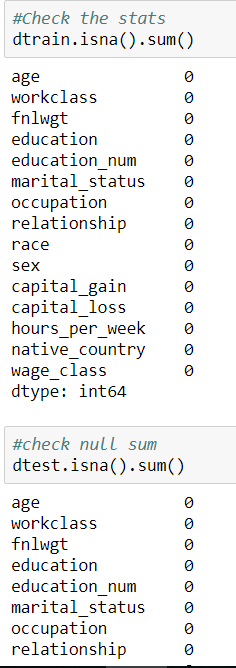 #Check the stats
dtrain.isna().sum()
age 0
workclass 0
fnlwgt 0
education 0
education_num 0
marital_status 0
occupation 0
relationship 0
race 0
sex 0
capital_gain 0
capital_loss 0
hours_per_week 0
native_country 0
wage_class 0
dtype: int64
#check null sum
dtest.isna().sum()
age 0
workclass 0
fnlwgt 0
education 0
education_num 0
marital_status 0
occupation 0
relationship 0